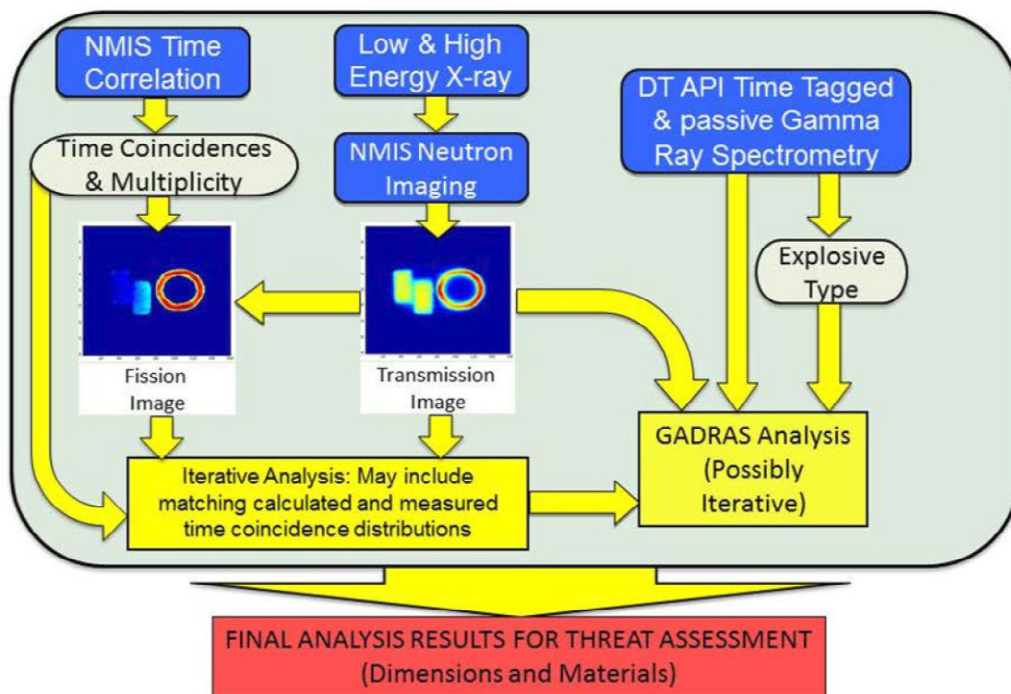 NMIS Time
Correlation
Low & High
Energy X-ray
DT API Time Tagged
& passive Gamma
Ray Spectrometry
Time Coincidences
& Multiplicity
NMIS Neutron
Imaging
Explosive
Type
Fission
Image
Transmission
Image
GADRAS Analysis
(Possibly
Iterative)
Iterative Analysis: May include
matching calculated and measured
time coincidence distributions
FINAL ANALYSIS RESULTS FOR THREAT ASSESSMENT
(Dimensions and Materials)